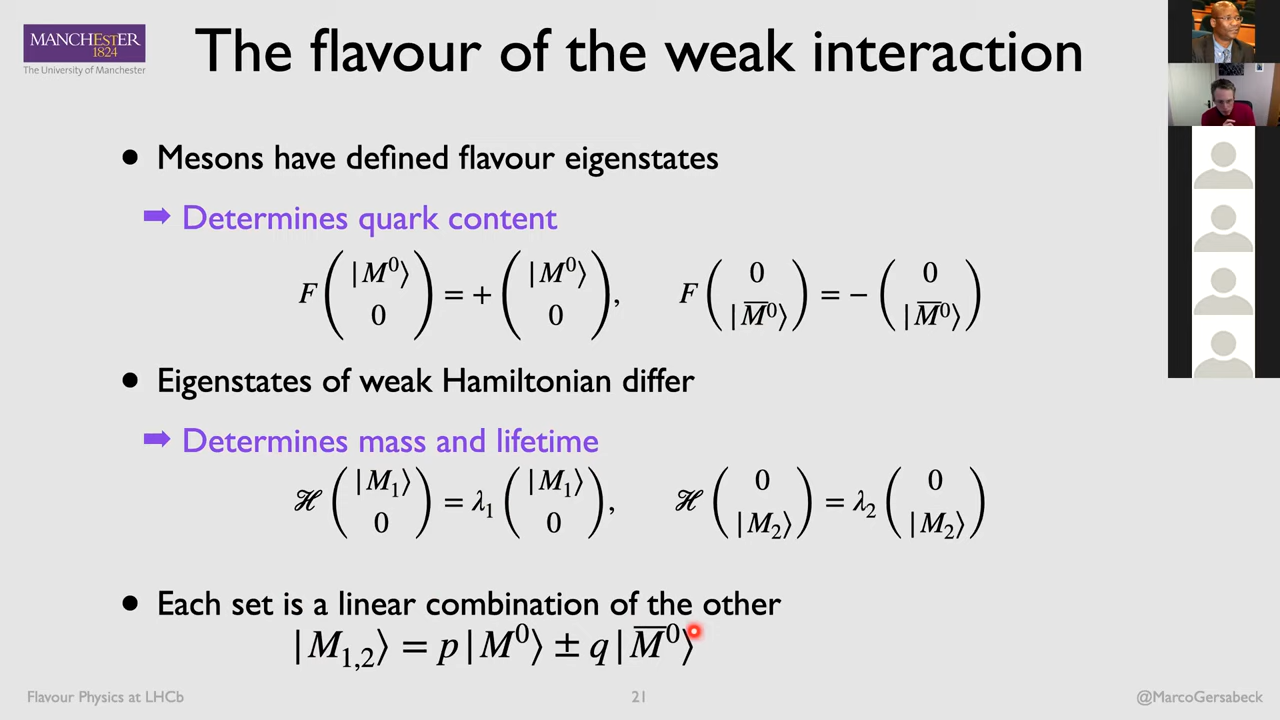 MANCHESTER
1824
The University of Manchester
The flavour of the weak interaction
• Mesons have defined flavour eigenstates
➡ Determines quark content
F ( |M⁰⟩ 0 ) = + ( |M⁰⟩ 0 ), F ( 0 |M̅⁰⟩ ) = − ( 0 |M̅⁰⟩ )
• Eigenstates of weak Hamiltonian differ
➡ Determines mass and lifetime
ℋ ( |M₁⟩ 0 ) = λ₁ ( |M₁⟩ 0 ), ℋ ( 0 |M₂⟩ ) = λ₂ ( 0 |M₂⟩ )
• Each set is a linear combination of the other
|M₁,₂⟩ = p|M⁰⟩ ± q|M̅⁰⟩
Flavour Physics at LHCb 21 @MarcoGersabeck